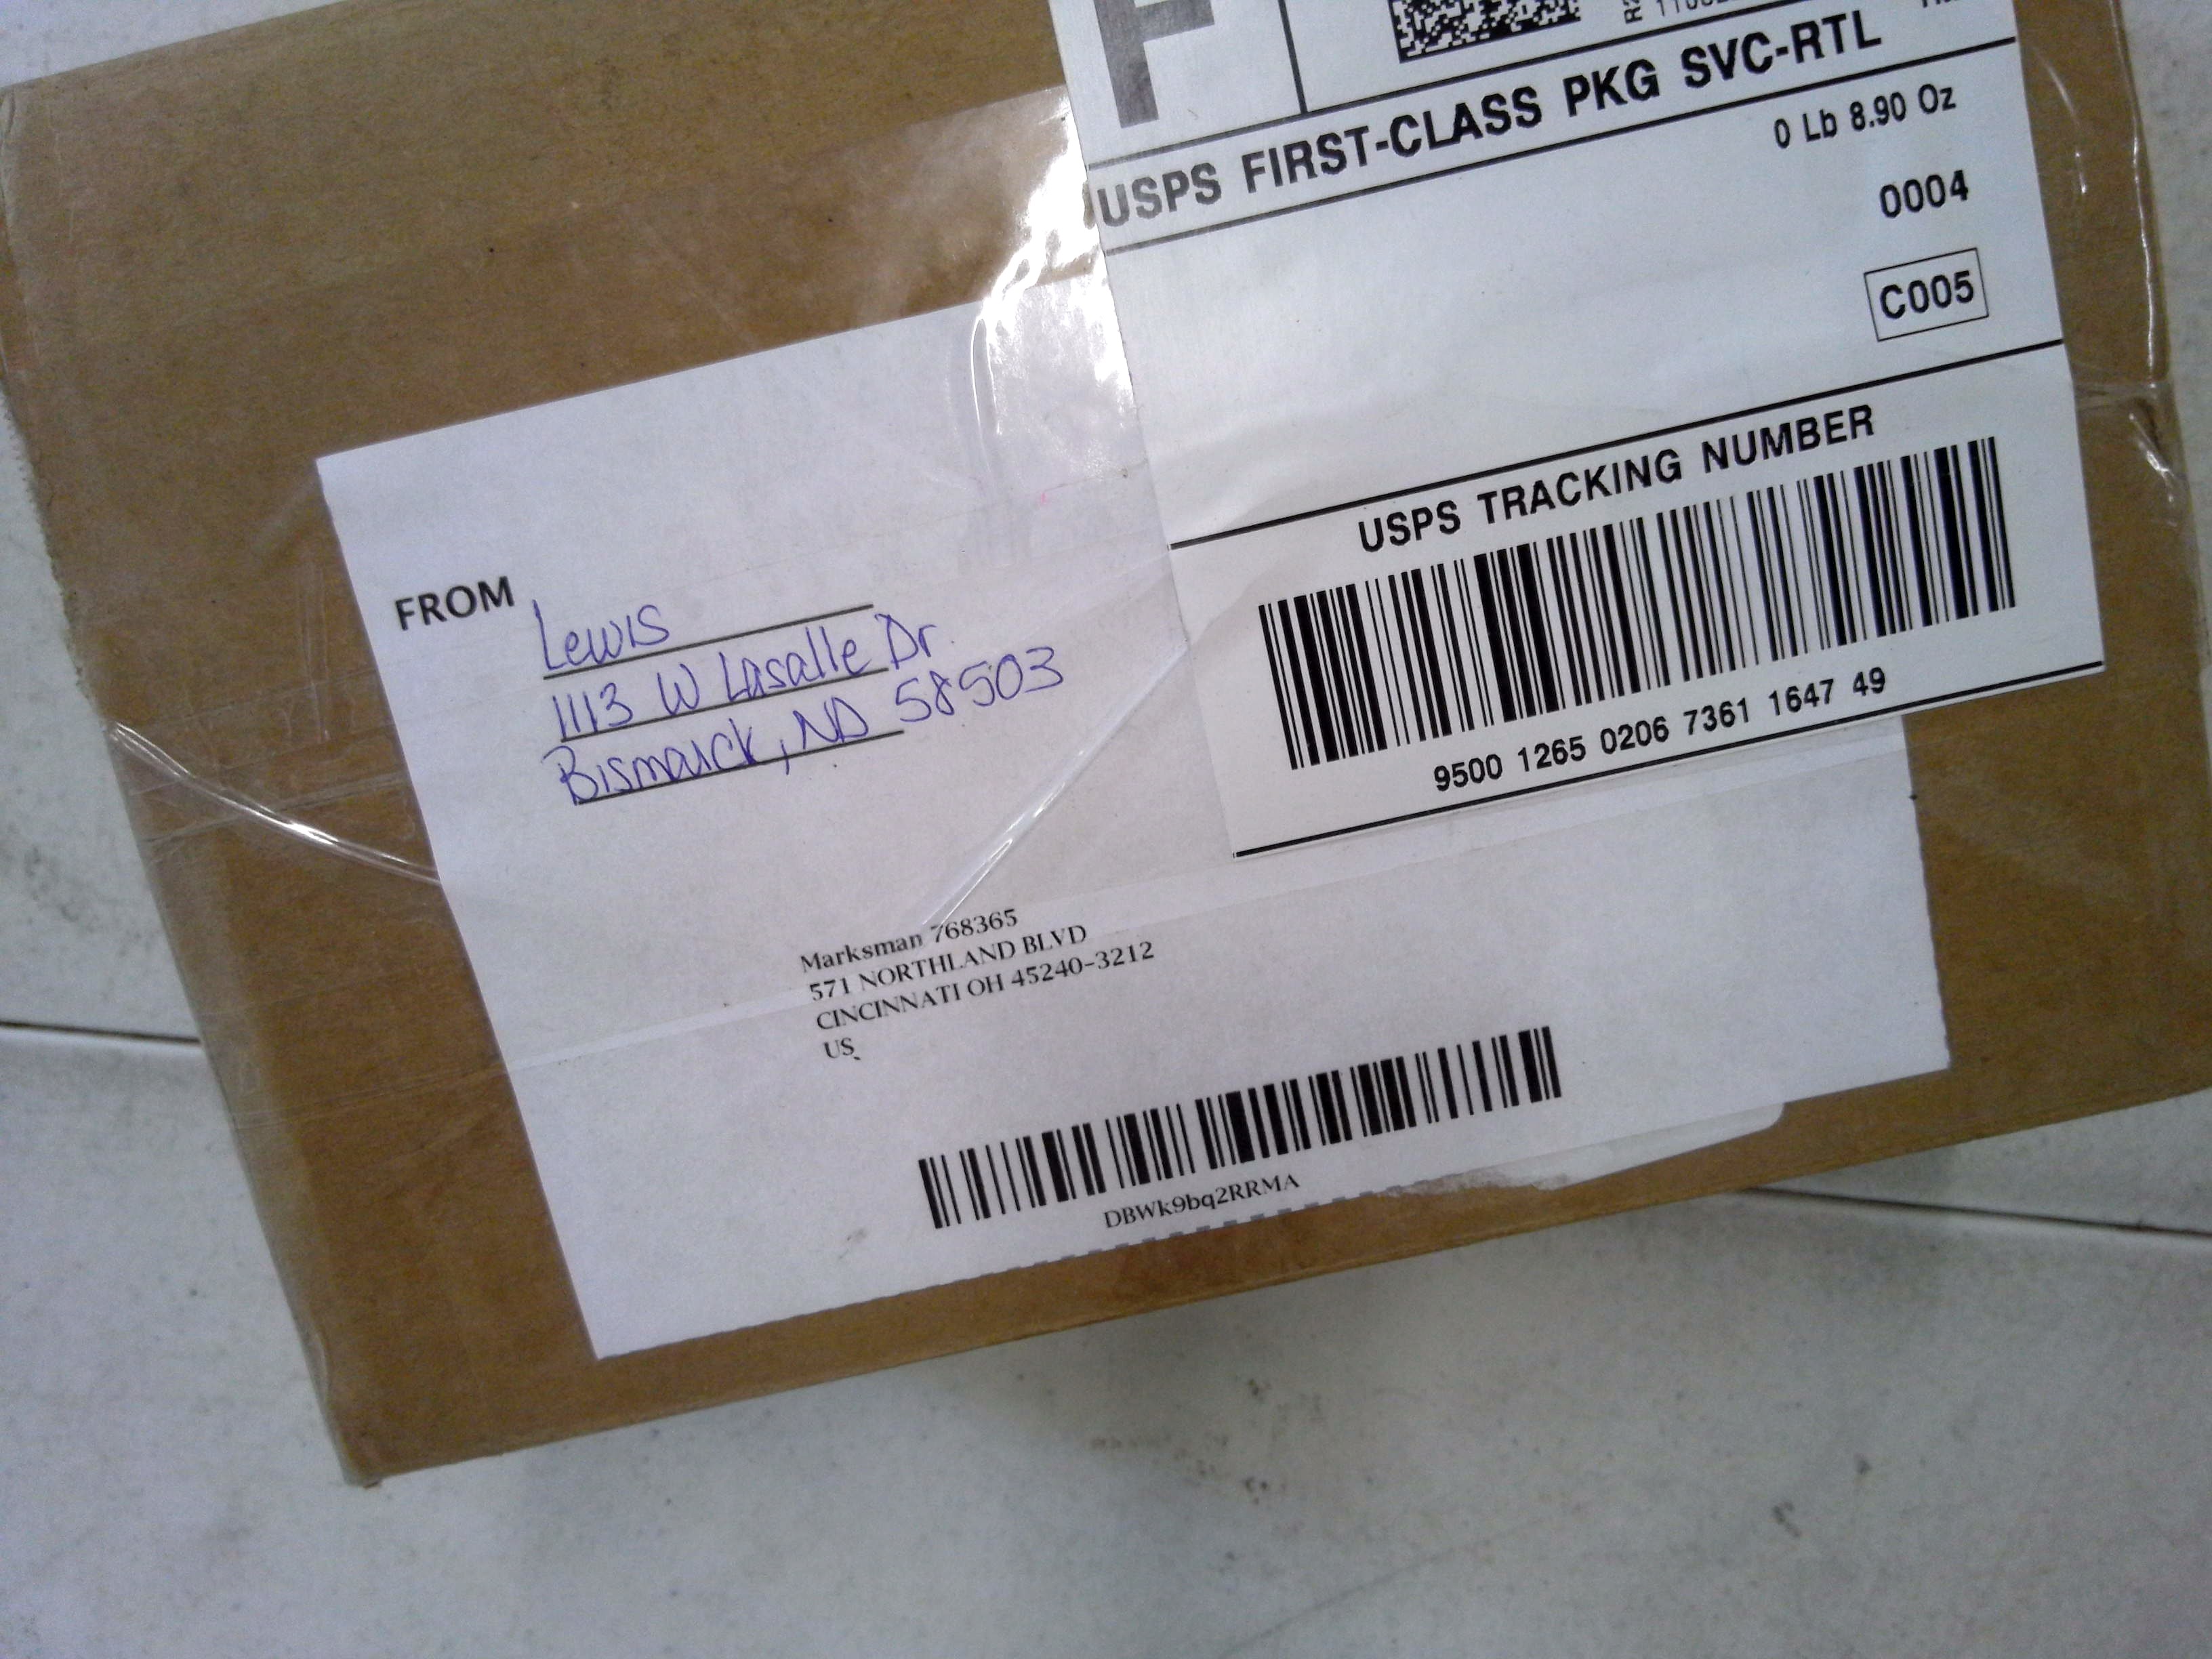 F
USPS FIRST-CLASS PKG SVC-RTL
0 Lb 8.90 Oz
0004
C005
USPS TRACKING NUMBER
9500 1265 0206 7361 1647 49
FROM
Lewis
1113 W Lasalle Dr.
Bismarck, ND 58503
Marksman 768365
571 NORTHLAND BLVD
CINCINNATI OH 45240-3212
US
DBWk9bq2RRMA